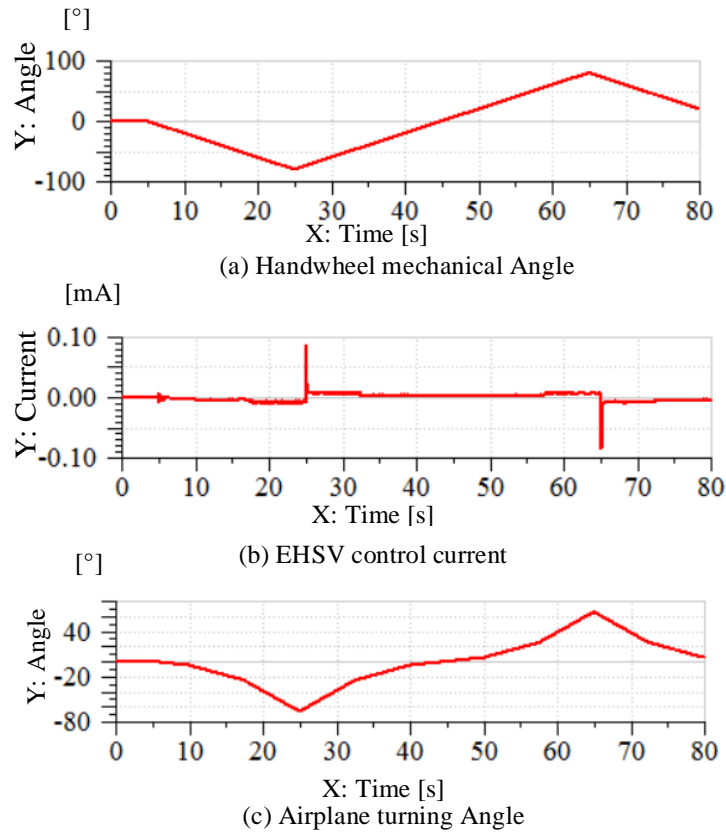 [°]
Y: Angle
100
0
-100
0 10 20 30 40 50 60 70 80
X: Time [s]
(a) Handwheel mechanical Angle
[mA]
Y: Current
0.10
0.00
-0.10
0 10 20 30 40 50 60 70 80
X: Time [s]
(b) EHSV control current
[°]
Y: Angle
40
-20
-80
0 10 20 30 40 50 60 70 80
X: Time [s]
(c) Airplane turning Angle